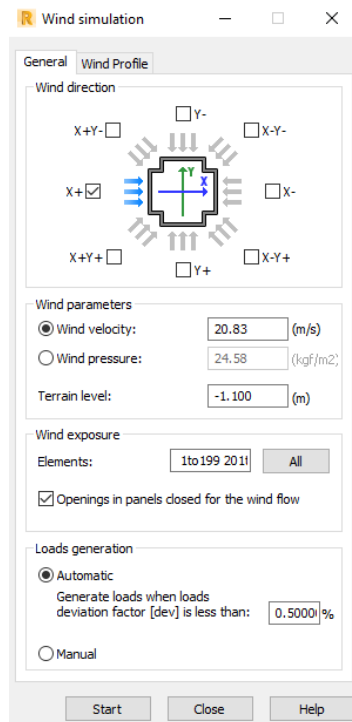 Wind simulation
General Wind Profile
Wind direction
Y-
X+Y- X-Y-
Y
X
X+ X-
X+Y+ X-Y+
Y+
Wind parameters
Wind velocity: 20.83 (m/s)
Wind pressure: 24.58 (kgf/m2)
Terrain level: -1.100 (m)
Wind exposure
Elements: 1to199 201t All
Openings in panels closed for the wind flow
Loads generation
Automatic
Generate loads when loads
deviation factor [dev] is less than: 0.5000 %
Manual
Start Close Help